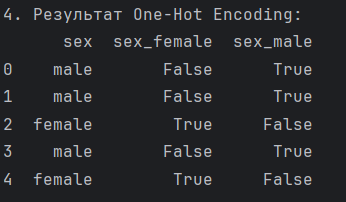 4. Результат One-Hot Encoding:
sex sex_female sex_male
0 male False True
1 male False True
2 female True False
3 male False True
4 female True False